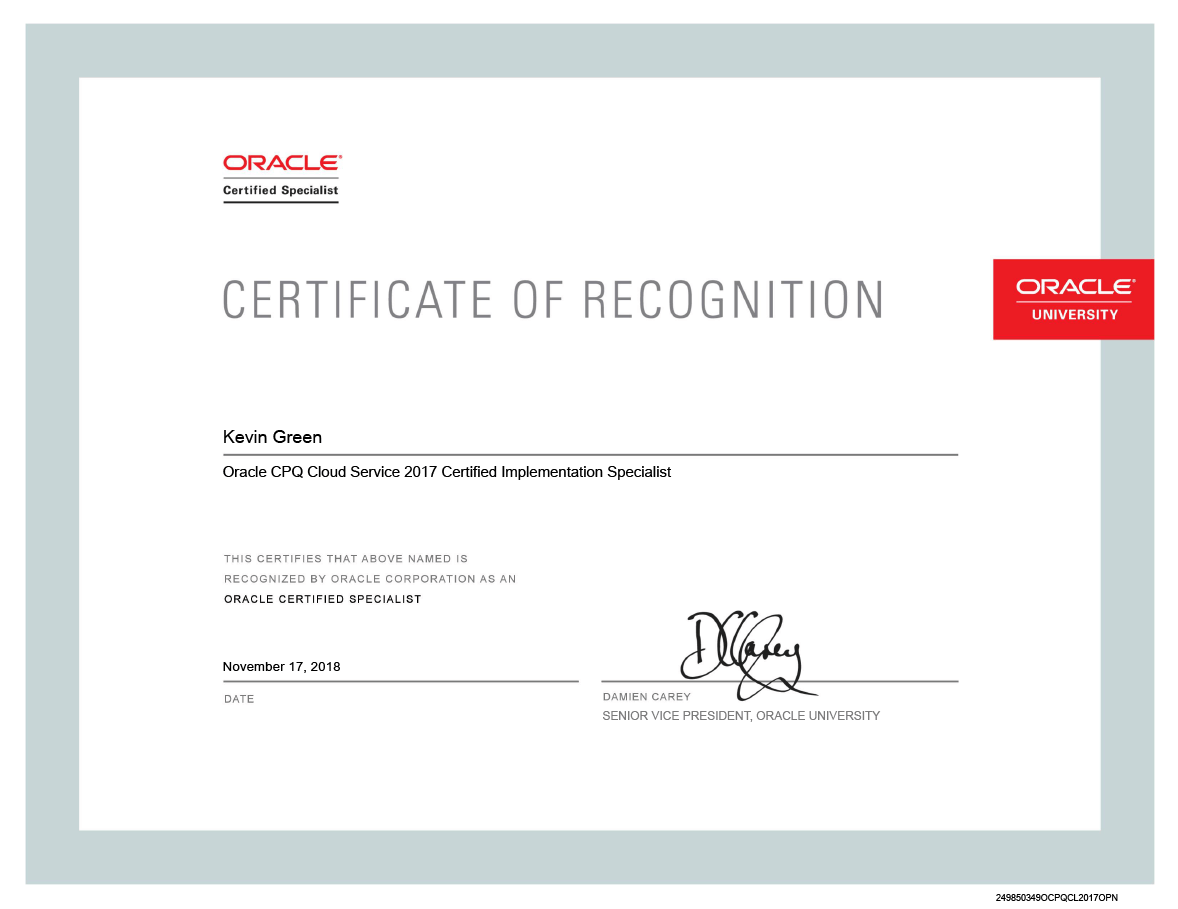 ORACLE®
Certified Specialist
CERTIFICATE OF RECOGNITION
ORACLE®
UNIVERSITY
Kevin Green
Oracle CPQ Cloud Service 2017 Certified Implementation Specialist
THIS CERTIFIES THAT ABOVE NAMED IS
RECOGNIZED BY ORACLE CORPORATION AS AN
ORACLE CERTIFIED SPECIALIST
DCarey
November 17, 2018
DATE
DAMIEN CAREY
SENIOR VICE PRESIDENT, ORACLE UNIVERSITY
249850349OCPQCL2017OPN